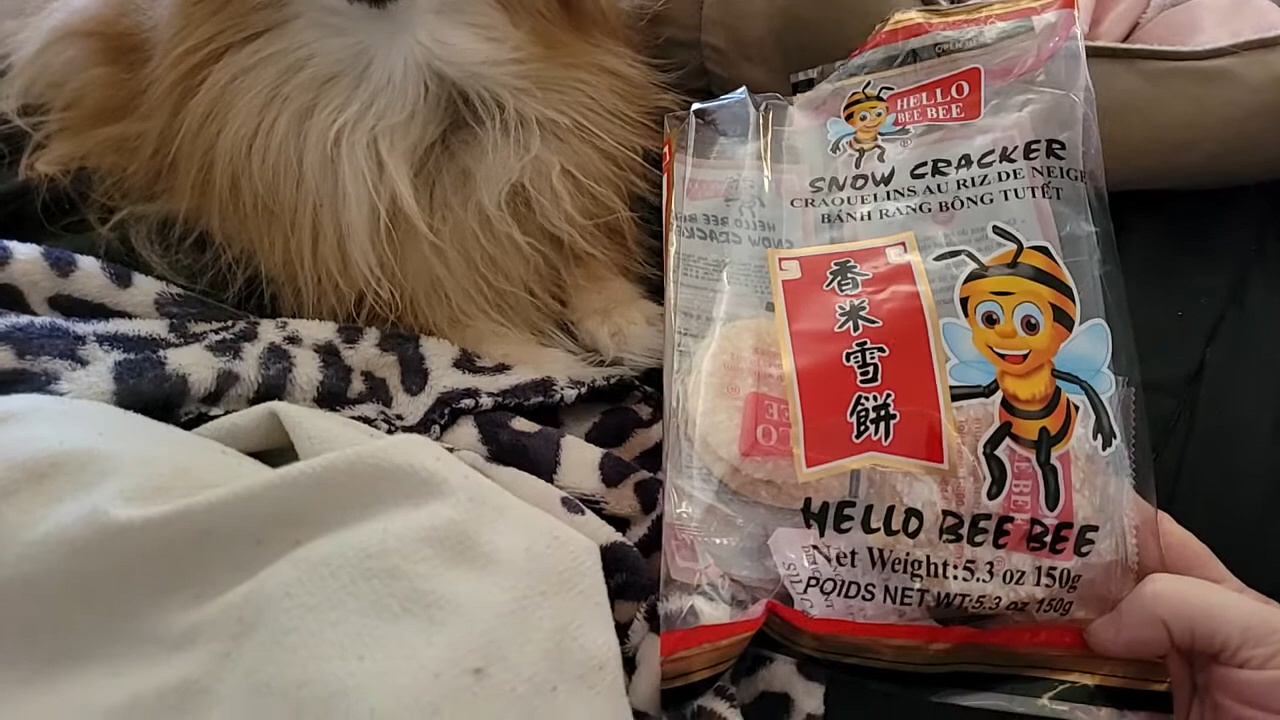 HELLO
BEE BEE
®
SNOW CRACKER
CRAQUELINS AU RIZ DE NEIGE
BÁNH RANG BÔNG TUTẾT
香米雪餅
HELLO BEE BEE
Net Weight:5.3 oz 150g
POIDS NET WT:5.3 oz 150g